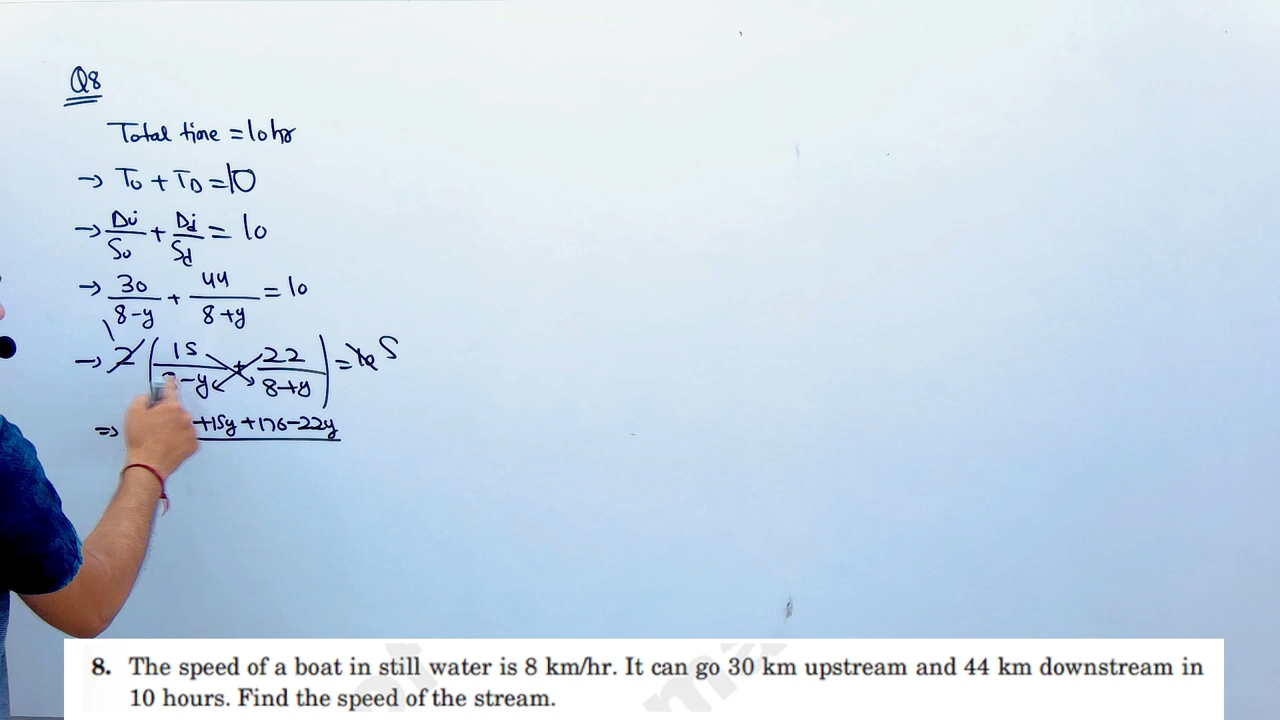 Q8
Total time = 10 hr
→ Tu + TD = 10
→ Du/Su + Dd/Sd = 10
→ 30/8-y + 44/8+y = 10
→ 2 ( 15/-y + 22/8+y ) = 10 5
⇒ +15y + 176 - 22y
8. The speed of a boat in still water is 8 km/hr. It can go 30 km upstream and 44 km downstream in
10 hours. Find the speed of the stream.